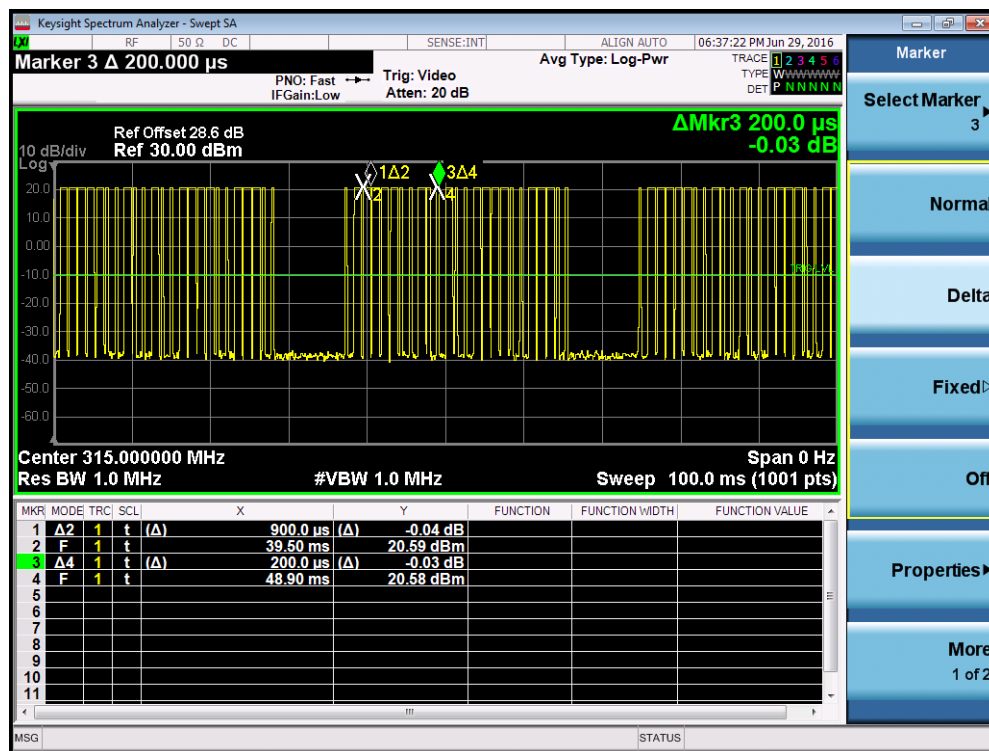 Keysight Spectrum Analyzer - Swept SA
LXI RF 50 Ω DC SENSE:INT ALIGN AUTO 06:37:22 PM Jun 29, 2016
Marker 3 Δ 200.000 µs
PNO: Fast
IFGain:Low
Trig: Video
Atten: 20 dB
Avg Type: Log-Pwr
TRACE 1 2 3 4 5 6
TYPE WWWWWW
DET P N N N N N
ΔMkr3 200.0 µs
-0.03 dB
Ref Offset 28.6 dB
10 dB/div Ref 30.00 dBm
Log
1Δ2 3Δ4
2 4
20.0
10.0
0.00
-10.0
-20.0
-30.0
-40.0
-50.0
-60.0
Center 315.000000 MHz Span 0 Hz
Res BW 1.0 MHz #VBW 1.0 MHz Sweep 100.0 ms (1001 pts)
MKR MODE TRC SCL X Y FUNCTION FUNCTION WIDTH FUNCTION VALUE
1 Δ2 1 t (Δ) 900.0 µs (Δ) -0.04 dB
2 F 1 t 39.50 ms 20.59 dBm
3 Δ4 1 t (Δ) 200.0 µs (Δ) -0.03 dB
4 F 1 t 48.90 ms 20.58 dBm
5
6
7
8
9
10
11
MSG STATUS
Marker
Select Marker
3
Norma
Delta
Fixed
Off
Properties
More
1 of 2